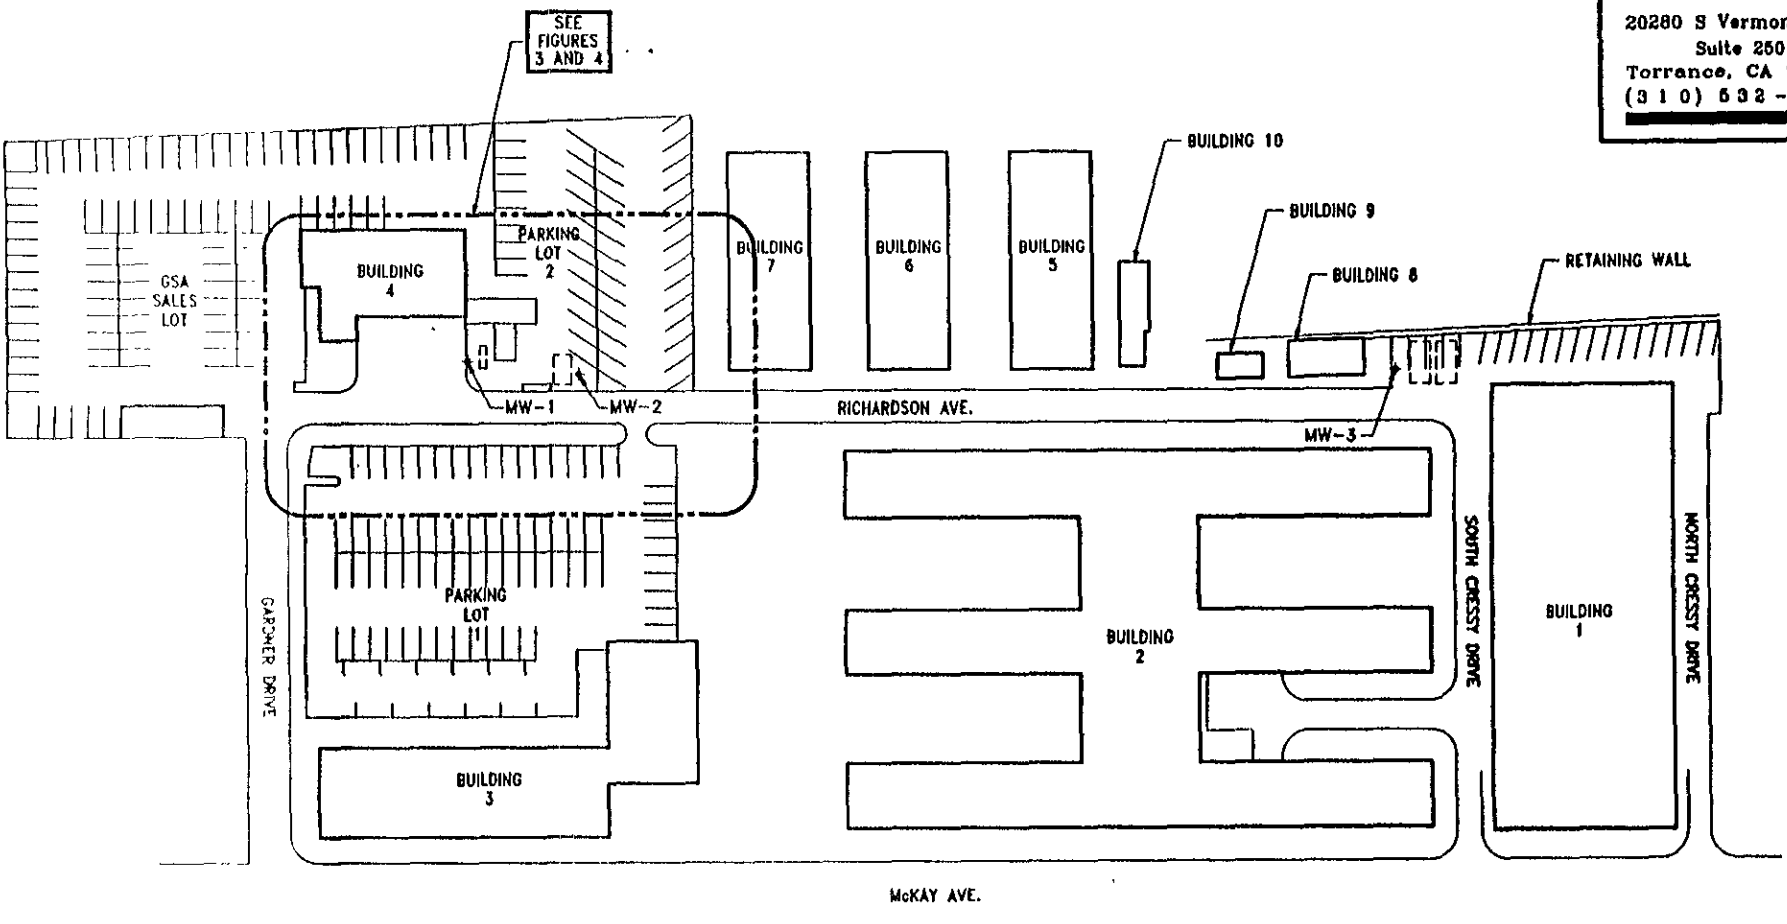 SEE
FIGURES
3 AND 4
20280 S Vermon
Suite 250
Torrance, CA
(310) 532-
BUILDING 10
BUILDING 9
BUILDING 8
RETAINING WALL
GSA
SALES
LOT
BUILDING
4
PARKING
LOT
2
BUILDING
7
BUILDING
6
BUILDING
5
MW-1
MW-2
RICHARDSON AVE.
MW-3
PARKING
LOT
1
GARDNER DRIVE
BUILDING
3
BUILDING
2
SOUTH CRESSY DRIVE
BUILDING
1
NORTH CRESSY DRIVE
McKAY AVE.